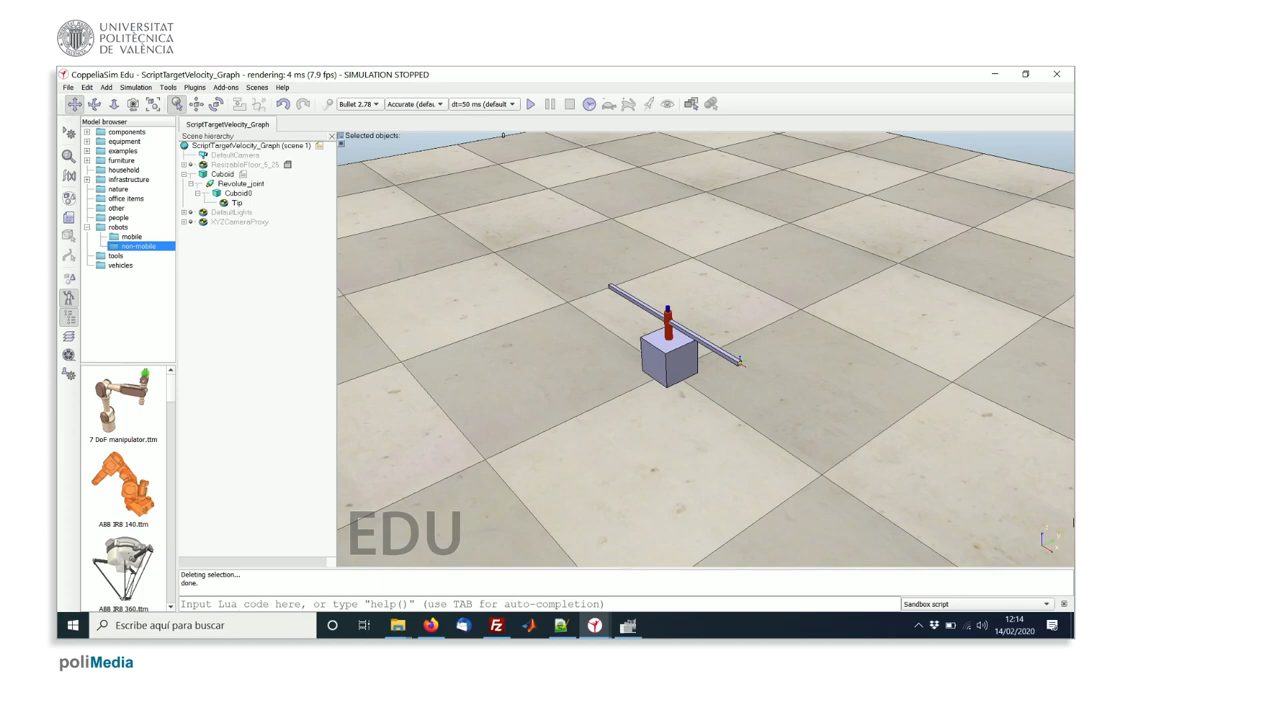 UNIVERSITAT
POLITÈCNICA
DE VALÈNCIA
CoppeliaSim Edu - ScriptTargetVelocity_Graph - rendering: 4 ms (7.9 fps) - SIMULATION STOPPED
File Edit Add Simulation Tools Plugins Add-ons Scenes Help
Bullet 2.78 Accurate (defau dt=50 ms (default
Model browser
components
equipment
examples
furniture
household
infrastructure
nature
office items
other
people
robots
mobile
non-mobile
tools
vehicles
7 DoF manipulator.ttm
ABB IRB 140.ttm
ABB IRB 360.ttm
ScriptTargetVelocity_Graph
Scene hierarchy
ScriptTargetVelocity_Graph (scene 1)
DefaultCamera
ResizableFloor_5_25
Cuboid
Revolute_joint
Cuboid0
Tip
DefaultLights
XYZCameraProxy
Selected objects: 0
EDU
Deleting selection...
done.
Input Lua code here, or type "help()" (use TAB for auto-completion)
Sandbox script
Escribe aquí para buscar
12:14
14/02/2020
poliMedia